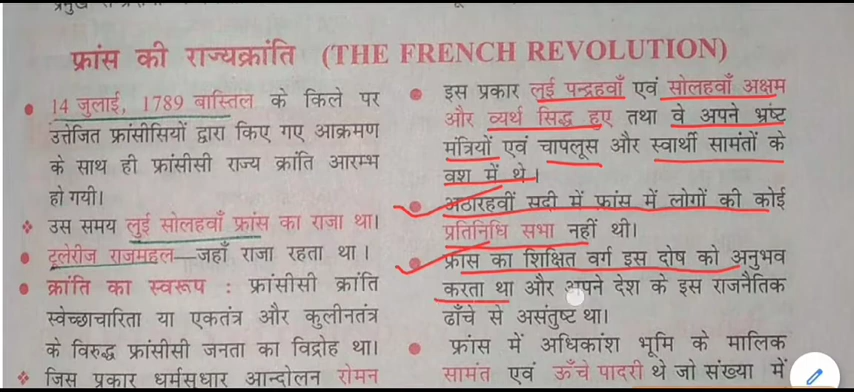 फ्रांस की राज्यक्रांति (THE FRENCH REVOLUTION)
14 जुलाई, 1789 बास्तिल के किले पर
उत्तेजित फ्रांसीसियों द्वारा किए गए आक्रमण
के साथ ही फ्रांसीसी राज्य क्रांति आरम्भ
हो गयी।
उस समय लुई सोलहवाँ फ्रांस का राजा था।
टूलेरीज राजमहल—जहाँ राजा रहता था।
क्रांति का स्वरूप : फ्रांसीसी क्रांति
स्वेच्छाचारिता या एकतंत्र और कुलीनतंत्र
के विरुद्ध फ्रांसीसी जनता का विद्रोह था।
जिस प्रकार धर्मसुधार आन्दोलन रोमन
इस प्रकार लुई पन्द्रहवाँ एवं सोलहवाँ अक्षम
और व्यर्थ सिद्ध हुए तथा वे अपने भ्रष्ट
मंत्रियों एवं चापलूस और स्वार्थी सामंतों के
वश में थे।
अठारहवीं सदी में फ्रांस में लोगों की कोई
प्रतिनिधि सभा नहीं थी।
फ्रांस का शिक्षित वर्ग इस दोष को अनुभव
करता था और अपने देश के इस राजनैतिक
ढाँचे से असंतुष्ट था।
फ्रांस में अधिकांश भूमि के मालिक
सामंत एवं ऊँचे पादरी थे जो संख्या में